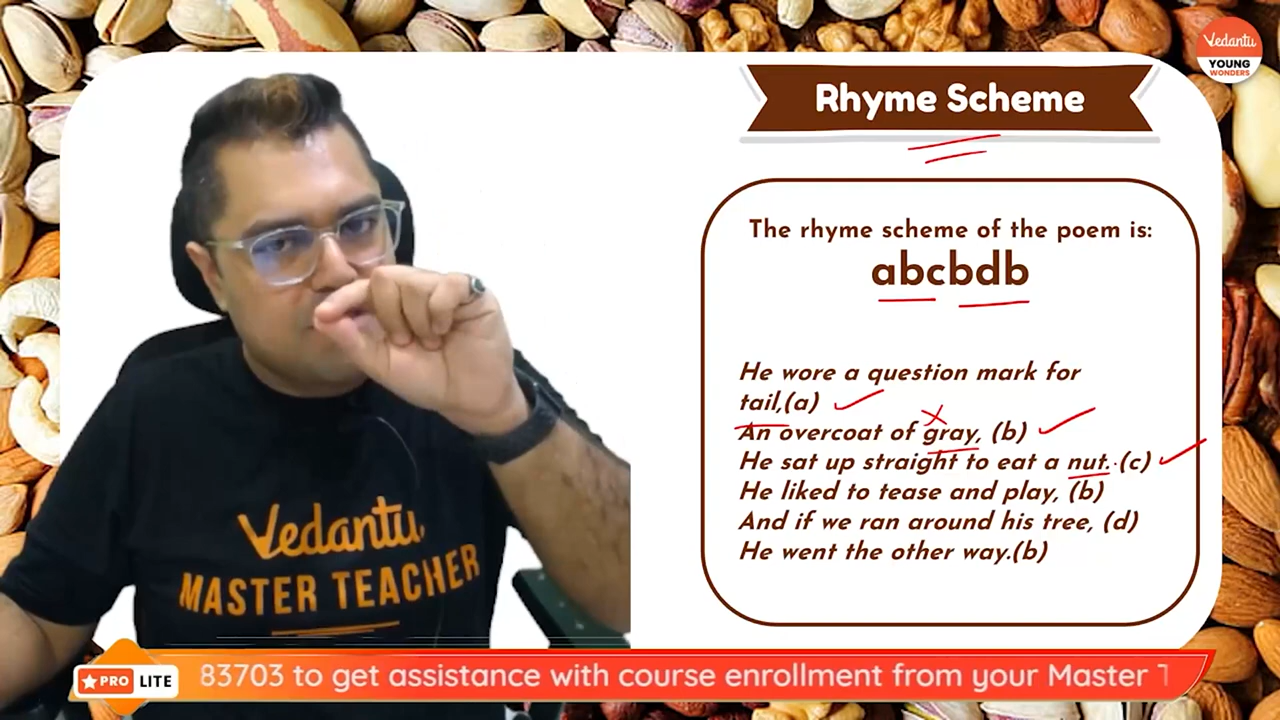 Vedantu
YOUNG
WONDERS
Rhyme Scheme
The rhyme scheme of the poem is:
abcbdb
He wore a question mark for
tail,(a)
An overcoat of gray, (b)
He sat up straight to eat a nut. (c)
He liked to tease and play, (b)
And if we ran around his tree, (d)
He went the other way.(b)
Vedantu
MASTER TEACHER
PRO LITE
83703 to get assistance with course enrollment from your Master T